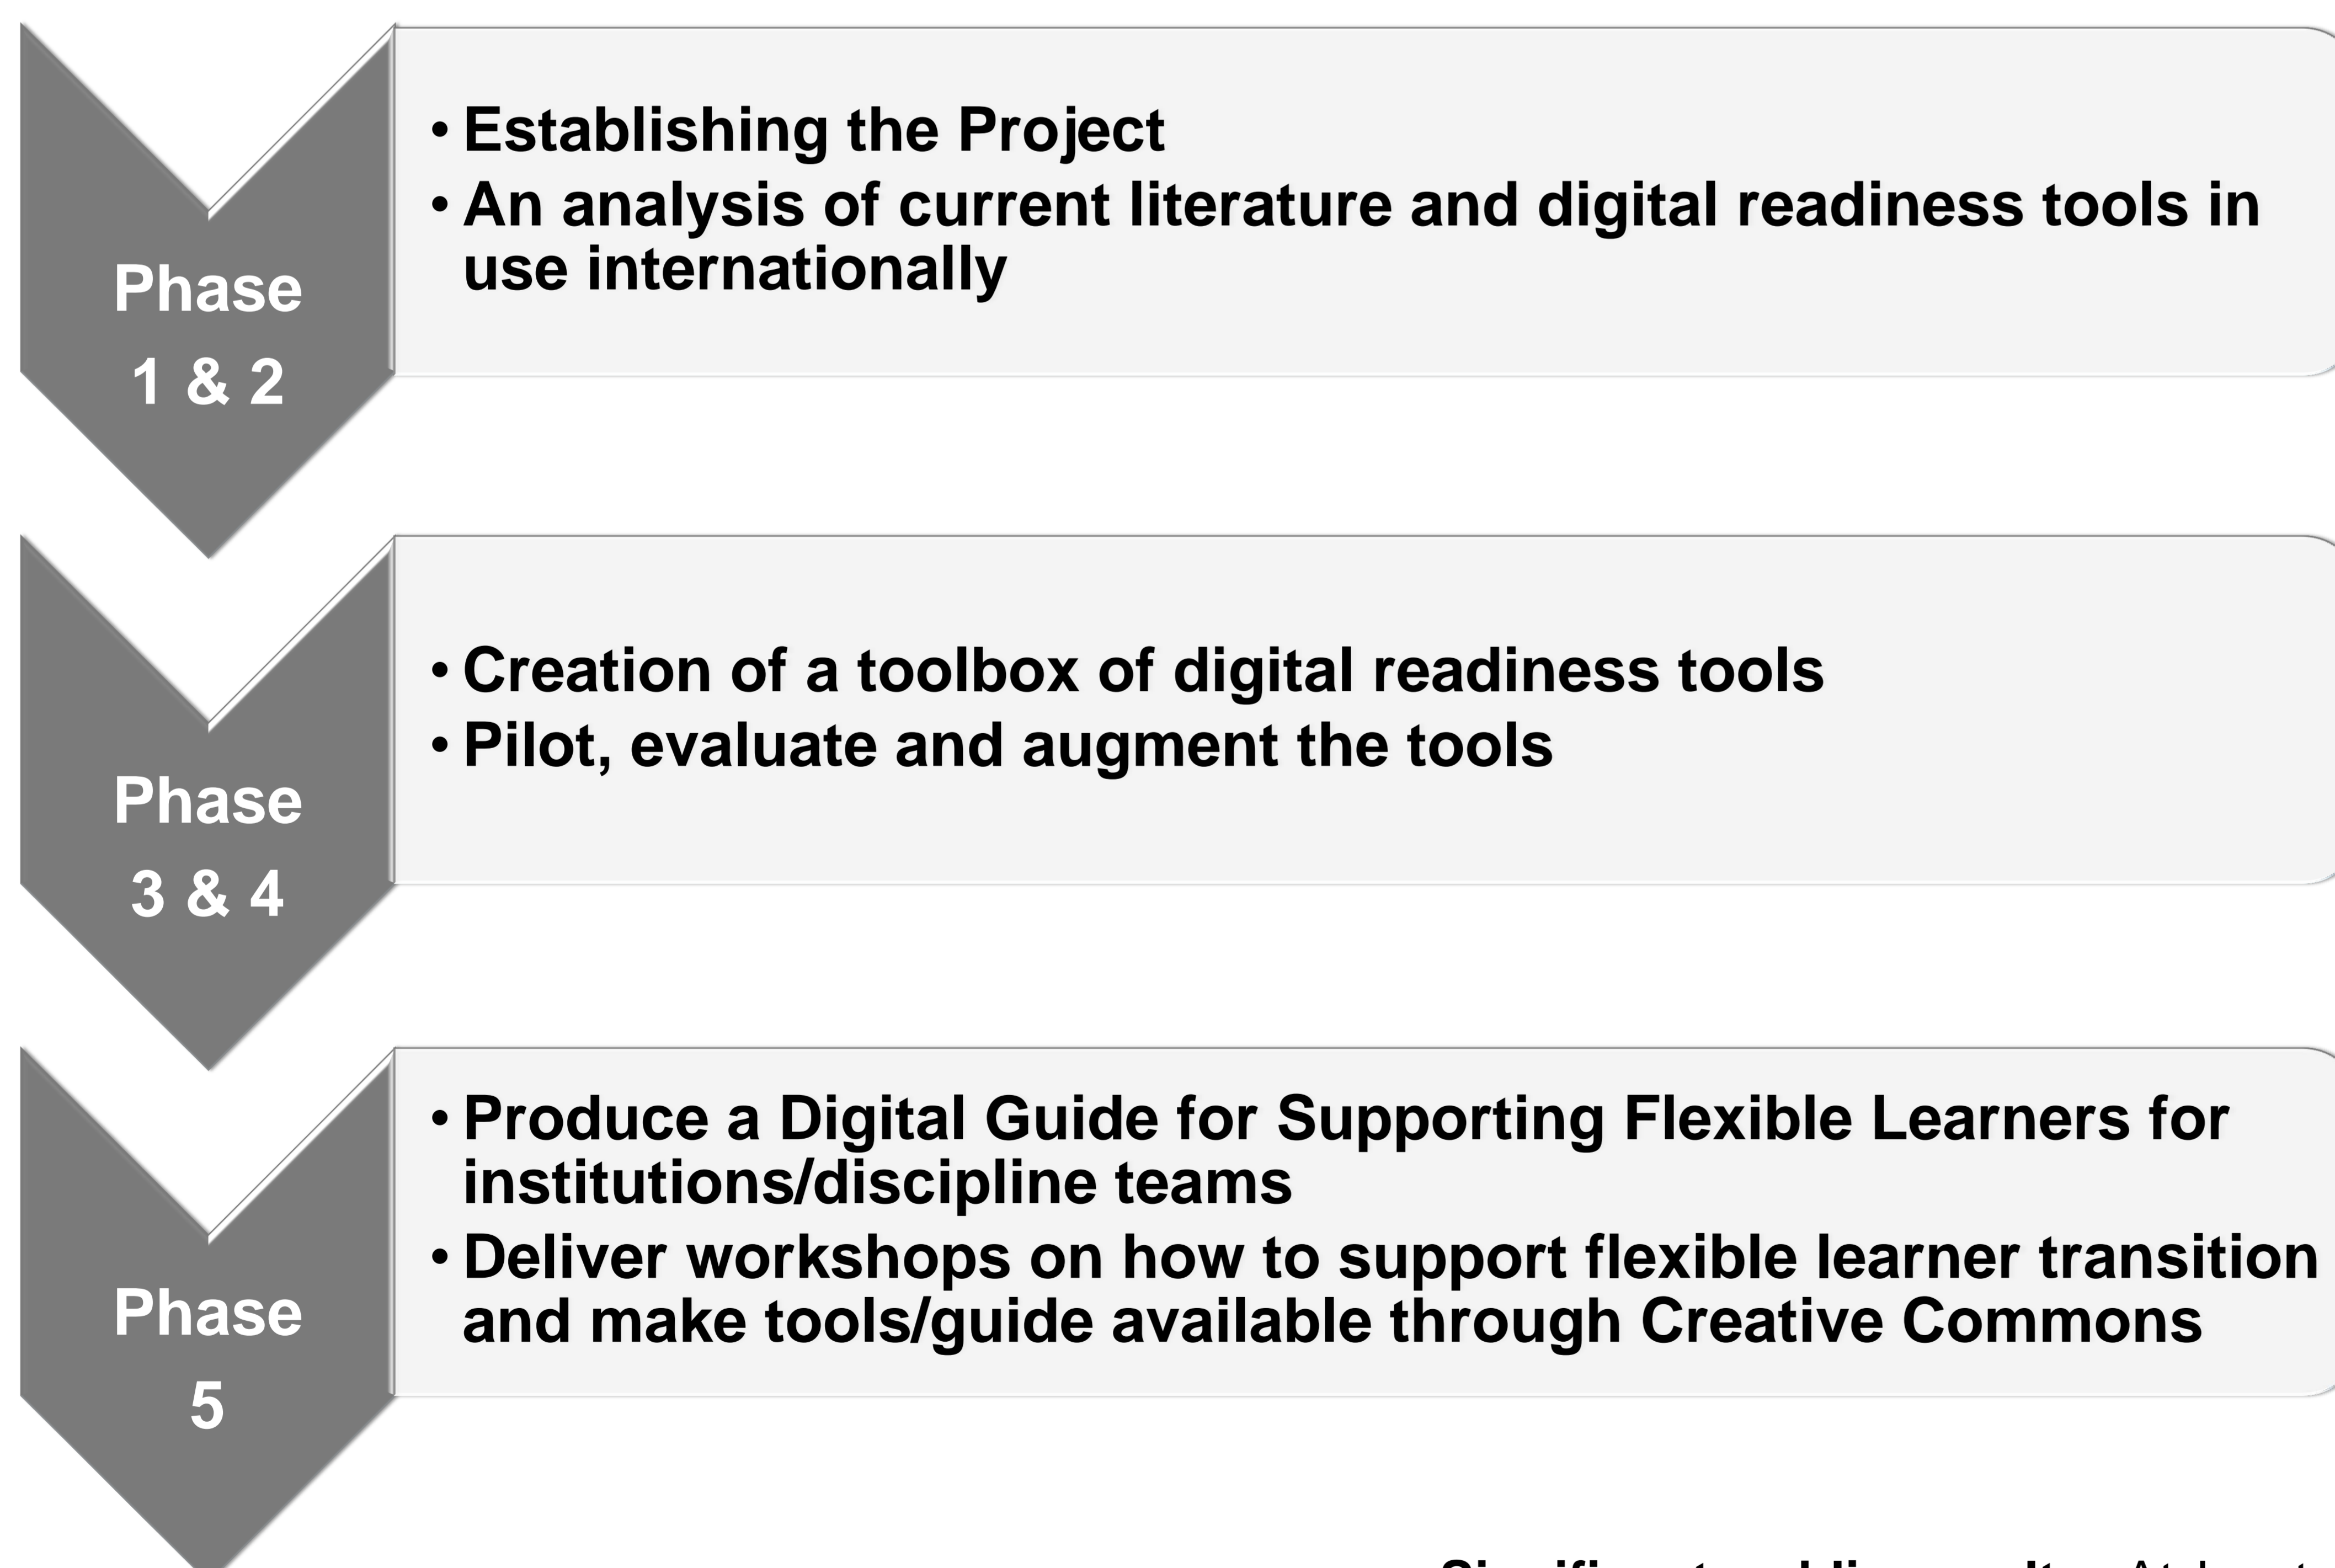 Phase
1 & 2
• Establishing the Project
• An analysis of current literature and digital readiness tools in
use internationally
Phase
3 & 4
• Creation of a toolbox of digital readiness tools
• Pilot, evaluate and augment the tools
Phase
5
• Produce a Digital Guide for Supporting Flexible Learners for
institutions/discipline teams
• Deliver workshops on how to support flexible learner transition
and make tools/guide available through Creative Commons